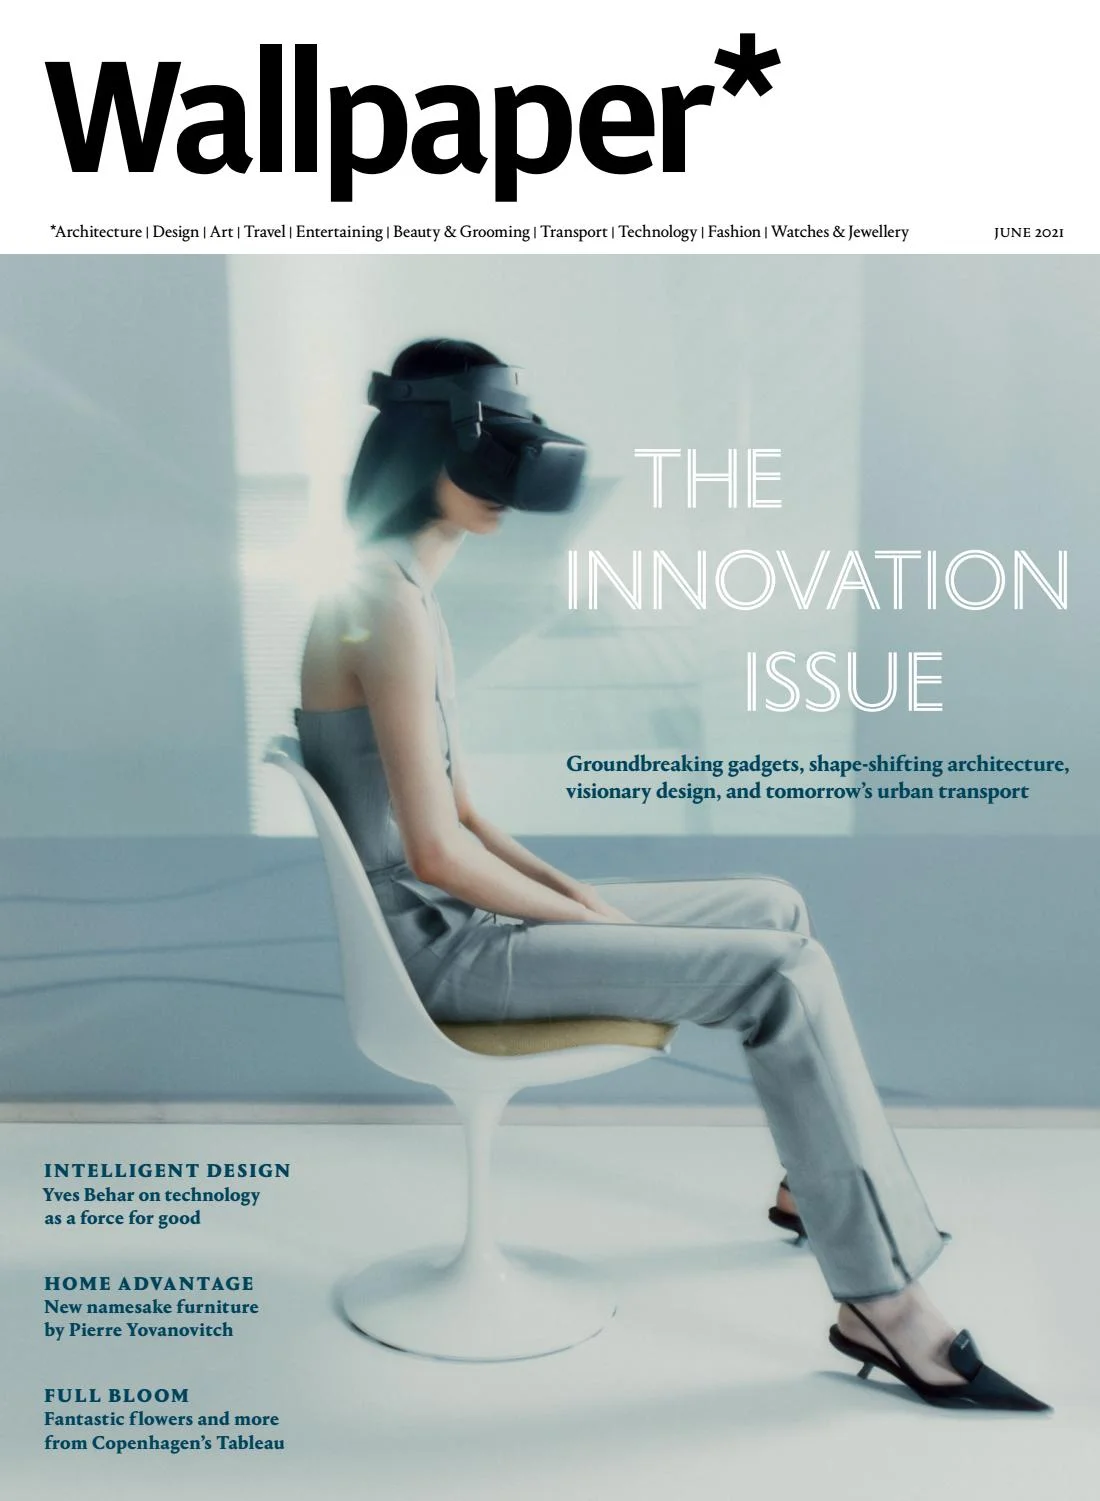 Wallpaper*
*Architecture | Design | Art | Travel | Entertaining | Beauty & Grooming | Transport | Technology | Fashion | Watches & Jewellery
JUNE 2021
THE
INNOVATION
ISSUE
Groundbreaking gadgets, shape-shifting architecture,
visionary design, and tomorrow's urban transport
INTELLIGENT DESIGN
Yves Behar on technology
as a force for good
HOME ADVANTAGE
New namesake furniture
by Pierre Yovanovitch
FULL BLOOM
Fantastic flowers and more
from Copenhagen's Tableau